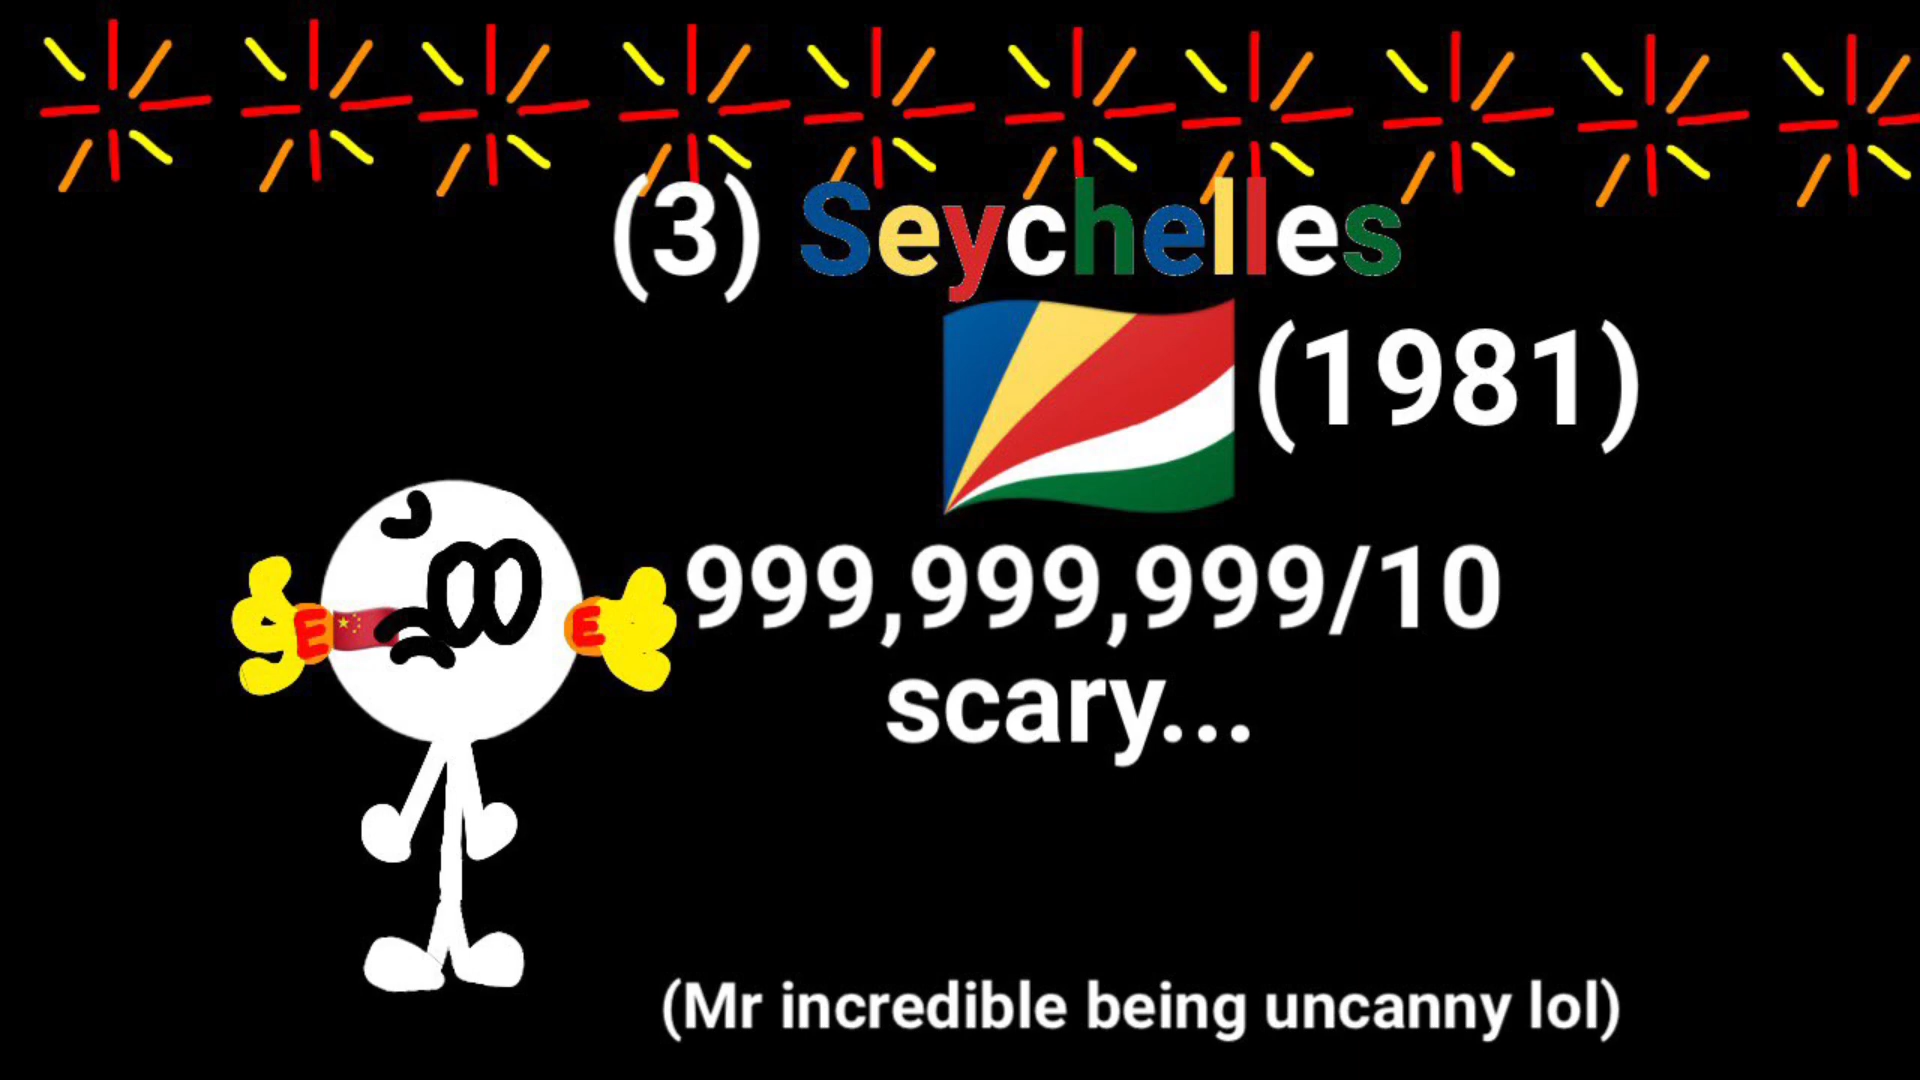 (3) Seychelles
(1981)
E E
999,999,999/10
scary...
(Mr incredible being uncanny lol)